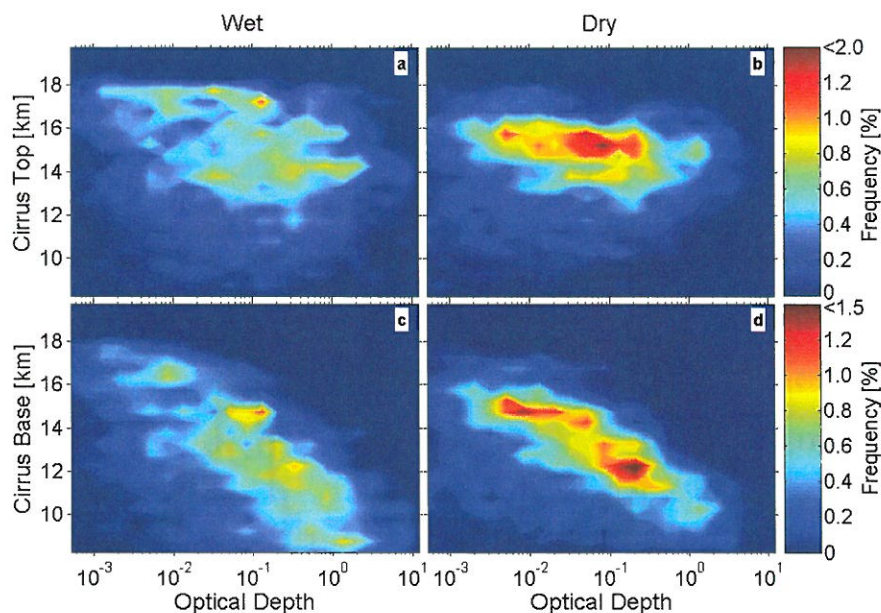 Wet Dry
a b
Cirrus Top [km]
18
16
14
12
10
<2.0
1.2
1.0
0.8
0.6
0.4
0.2
0
Frequency [%]
c d
Cirrus Base [km]
18
16
14
12
10
<1.5
1.2
1.0
0.8
0.6
0.4
0.2
0
Frequency [%]
10⁻³ 10⁻² 10⁻¹ 10⁰ 10¹ 10⁻³ 10⁻² 10⁻¹ 10⁰ 10¹
Optical Depth Optical Depth